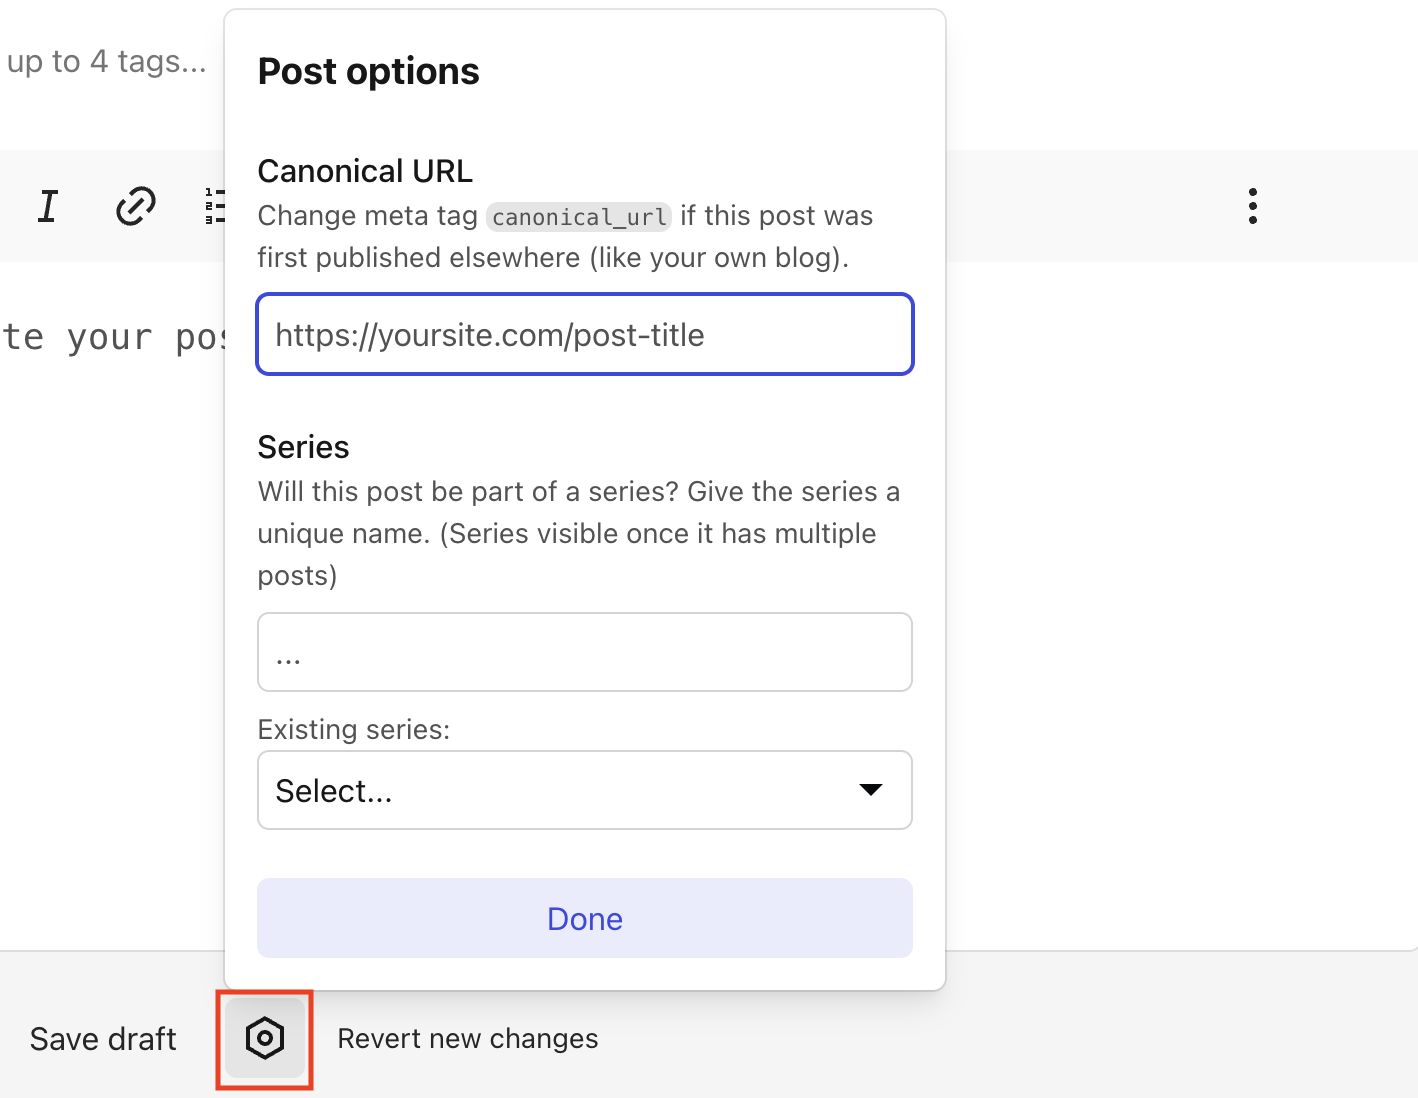 up to 4 tags...
Post options
Canonical URL
Change meta tag canonical_url if this post was
first published elsewhere (like your own blog).
https://yoursite.com/post-title
te your pos
Series
Will this post be part of a series? Give the series a
unique name. (Series visible once it has multiple
posts)
...
Existing series:
Select...
Done
Save draft
Revert new changes